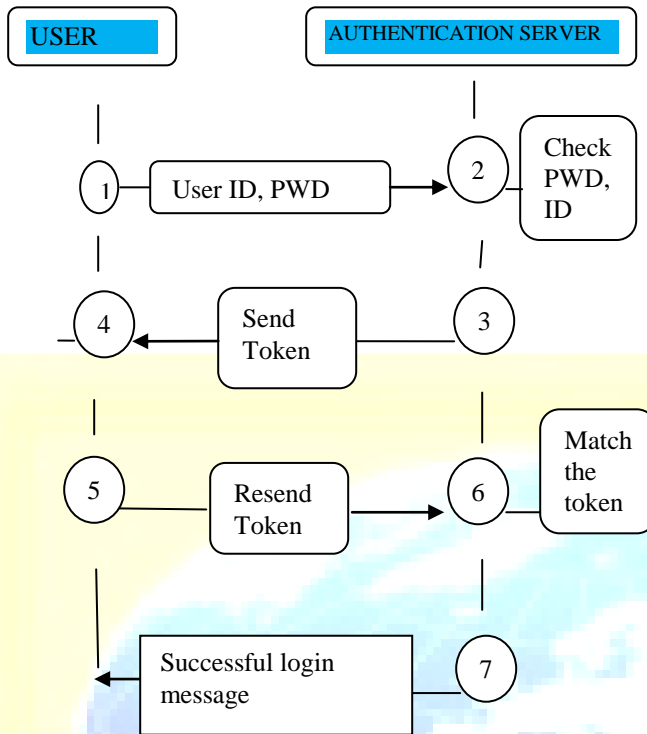 USER
AUTHENTICATION SERVER
1
User ID, PWD
2
Check
PWD,
ID
4
Send
Token
3
5
Resend
Token
6
Match
the
token
Successful login
message
7